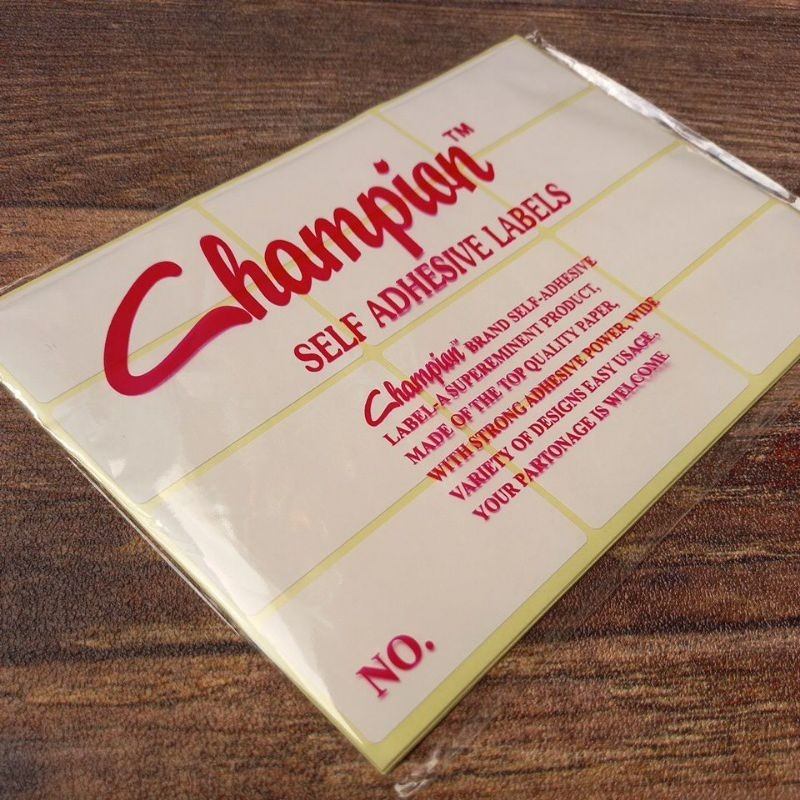 Champion™
SELF ADHESIVE LABELS
Champion™ BRAND SELF-ADHESIVE
LABEL A SUPEREMINENT PRODUCT,
MADE OF THE TOP QUALITY PAPER,
WITH STRONG ADHESIVE POWER, WIDE
VARIETY OF DESIGNS EASY USAGE,
YOUR PARTONAGE IS WELCOME
NO.